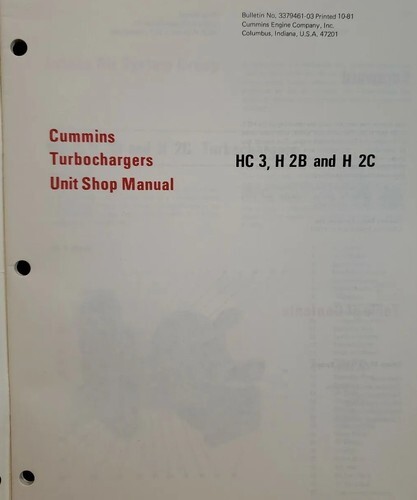 Bulletin No. 3379461-03 Printed 10-81
Cummins Engine Company, Inc.
Columbus, Indiana, U.S.A. 47201
Cummins
Turbochargers
Unit Shop Manual
HC 3, H 2B and H 2C